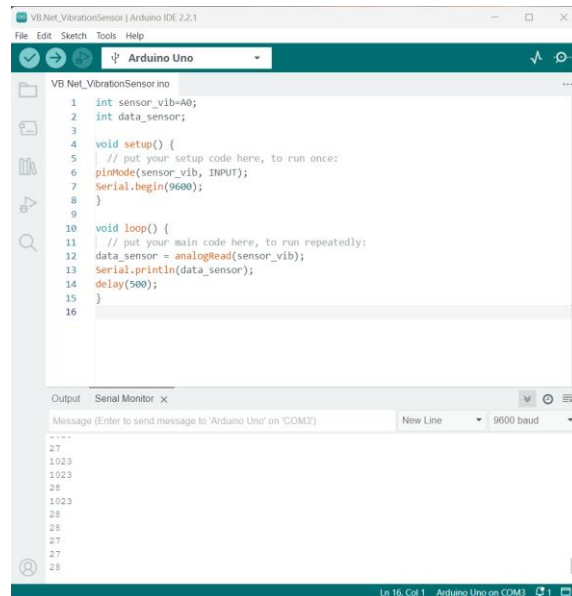 VB.Net_VibrationSensor | Arduino IDE 2.2.1
File Edit Sketch Tools Help
Arduino Uno
VB.Net_VibrationSensor.ino
1 int sensor_vib=A0;
2 int data_sensor;
3
4 void setup() {
5 // put your setup code here, to run once:
6 pinMode(sensor_vib, INPUT);
7 Serial.begin(9600);
8 }
9
10 void loop() {
11 // put your main code here, to run repeatedly:
12 data_sensor = analogRead(sensor_vib);
13 Serial.println(data_sensor);
14 delay(500);
15 }
16
Output Serial Monitor
Message (Enter to send message to 'Arduino Uno' on 'COM3') New Line 9600 baud
27
1023
1023
28
1023
28
28
27
27
28
Ln 16, Col 1 Arduino Uno on COM3 1